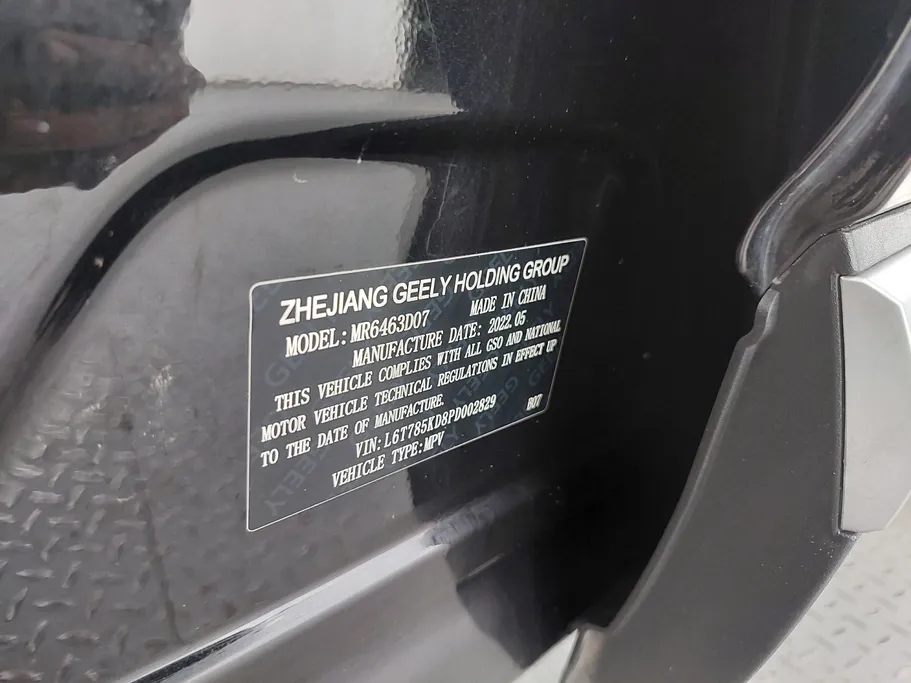 ZHEJIANG GEELY HOLDING GROUP
MADE IN CHINA
MODEL: MR6463D07
MANUFACTURE DATE: 2022.05
THIS VEHICLE COMPLIES WITH ALL GSO AND NATIONAL
MOTOR VEHICLE TECHNICAL REGULATIONS IN EFFECT UP
TO THE DATE OF MANUFACTURE.
VIN: L6T785KD8PD002829
B07
VEHICLE TYPE: MPV